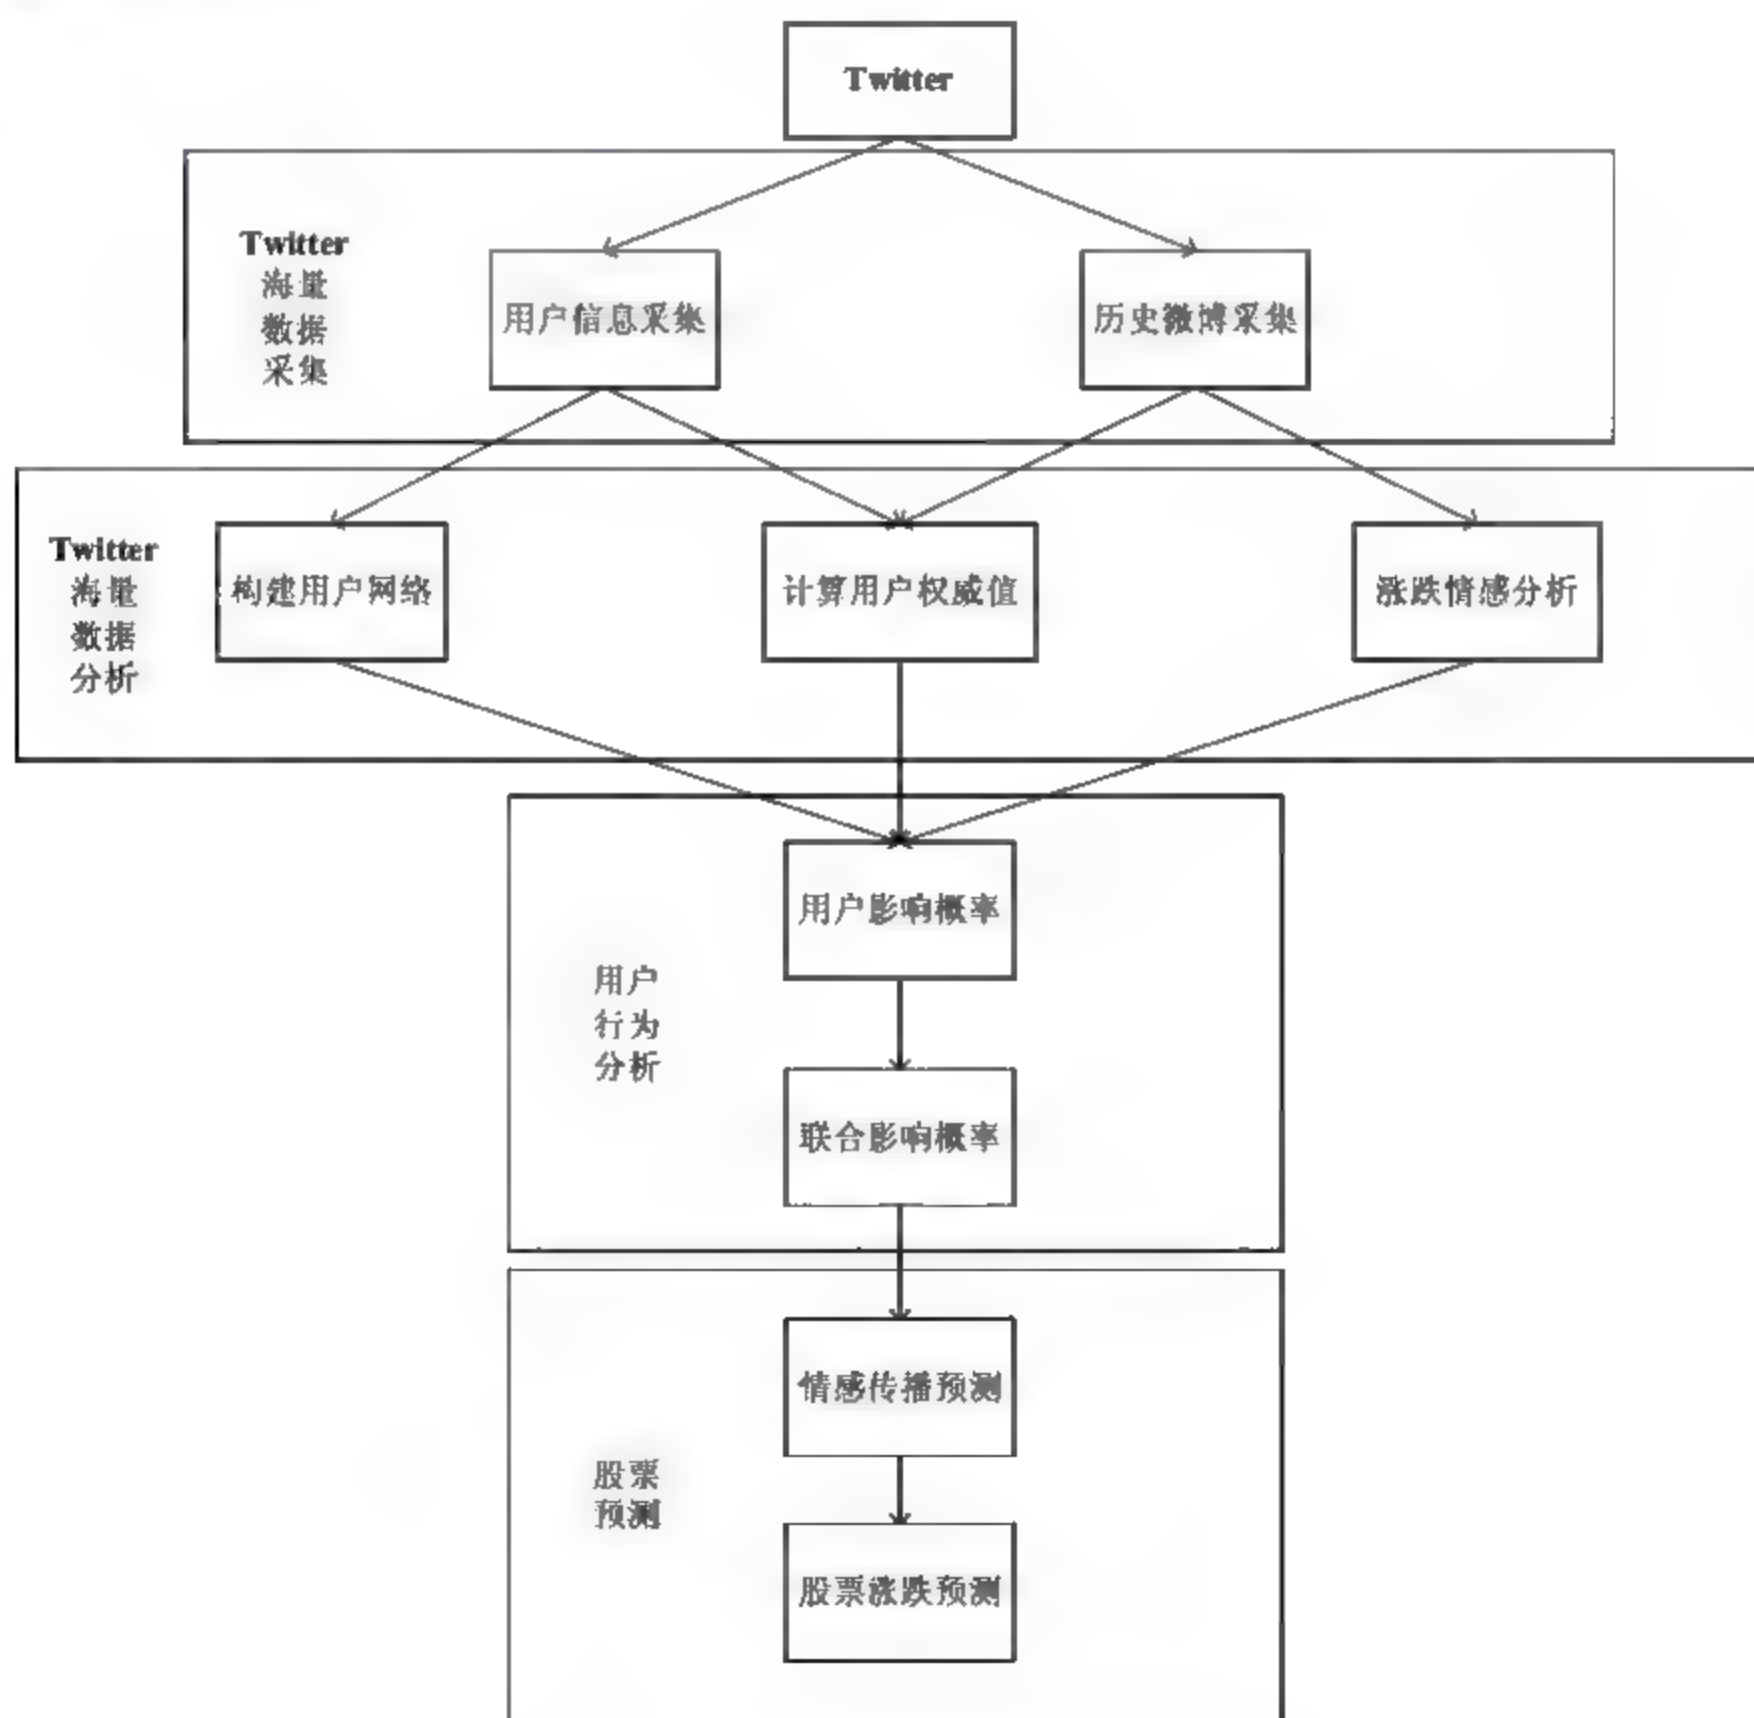 Twitter
Twitter
海量
数据
采集
用户信息采集
历史微博采集
Twitter
海量
数据
分析
构建用户网络
计算用户权威值
涨跌情感分析
用户影响概率
用户
行为
分析
联合影响概率
情感传播预测
股票
预测
股票涨跌预测